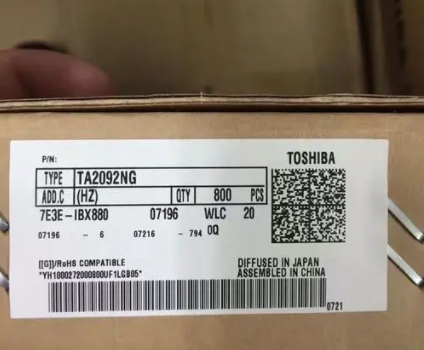 P/N:
TOSHIBA
TYPE TA2092NG
ADD.C (HZ) QTY 800 PCS
7E3E-IBX880 07196 WLC 20
07196 - 6 07216 - 794 0Q
[[G]]/RoHS COMPATIBLE
*YH1000272000800UF1LGB05*
DIFFUSED IN JAPAN
ASSEMBLED IN CHINA
0721